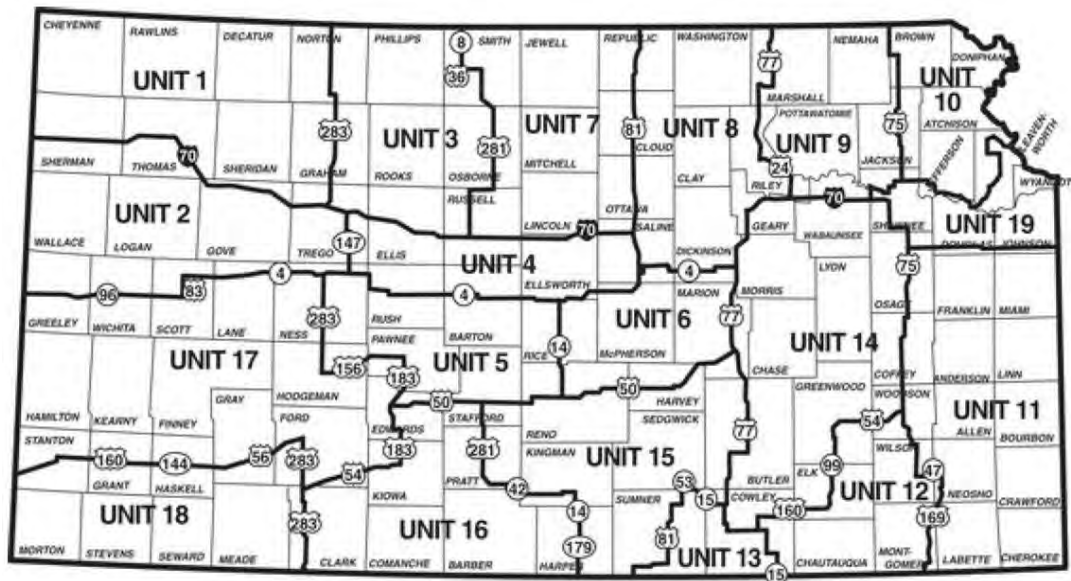 CHEYENNE RAWLINS DECATUR NORTON PHILLIPS 8 SMITH JEWELL REPUBLIC WASHINGTON 77 NEMAHA BROWN DONIPHAN
36
UNIT 1 UNIT 10
MARSHALL
283 UNIT 3 UNIT 7 81 UNIT 8 POTTAWATOMIE UNIT 9 75 ATCHISON LEAVEN-WORTH
SHERMAN THOMAS 70 SHERIDAN GRAHAM ROOKS 281 OSBORNE MITCHELL CLOUD CLAY 24 RILEY JACKSON JEFFERSON WYANDOT
RUSSELL
UNIT 2 LINCOLN 70 OTTAWA SALINE DICKINSON GEARY 70 WABAUNSEE SHAWNEE UNIT 19 DOUGLAS JOHNSON
WALLACE LOGAN GOVE TREGO 147 ELLIS UNIT 4
96 83 4 4 ELLSWORTH 4 MARION MORRIS LYON 75 OSAG
GREELEY WICHITA SCOTT LANE NESS 283 RUSH BARTON 14 UNIT 6 77 FRANKLIN MIAMI
PAWNEE
UNIT 17 156 183 UNIT 5 RICE McPHERSON CHASE UNIT 14 COFFEY ANDERSON LINN
HAMILTON KEARNY FINNEY GRAY HODGEMAN 50 STAFFORD 50 HARVEY GREENWOOD WOODSON UNIT 11
FORD EDWARDS RENO SEDGWICK 77 54 ALLEN BOURBON
STANTON 160 144 56 283 54 183 281 KINGMAN UNIT 15 BUTLER ELK 99 WILSON 47
GRANT HASKELL KIOWA PRATT 42 SUMNER 53 15 COWLEY 160 UNIT 12 NEOSHO CRAWFORD
UNIT 18 283 UNIT 16 14 81 169
MORTON STEVENS SEWARD MEADE CLARK COMANCHE BARBER 179 HARPER UNIT 13 15 CHAUTAUQUA MONT-GOMER LABETTE CHEROKEE